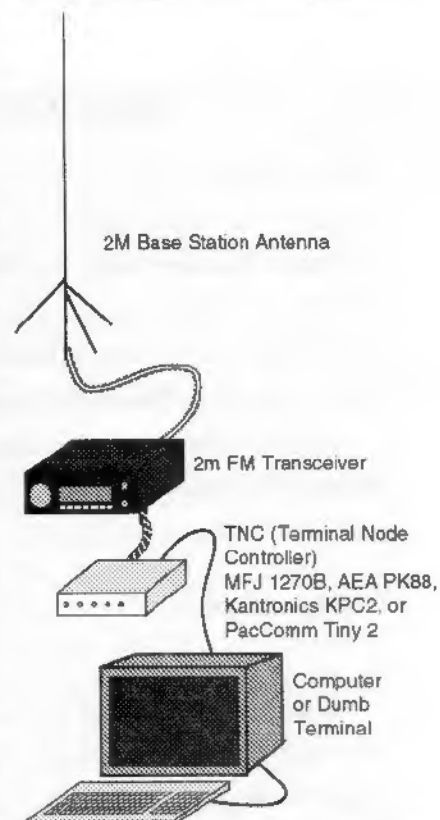 2M Base Station Antenna
2m FM Transceiver
TNC (Terminal Node
Controller)
MFJ 1270B, AEA PK88,
Kantronics KPC2, or
PacComm Tiny 2
Computer
or Dumb
Terminal